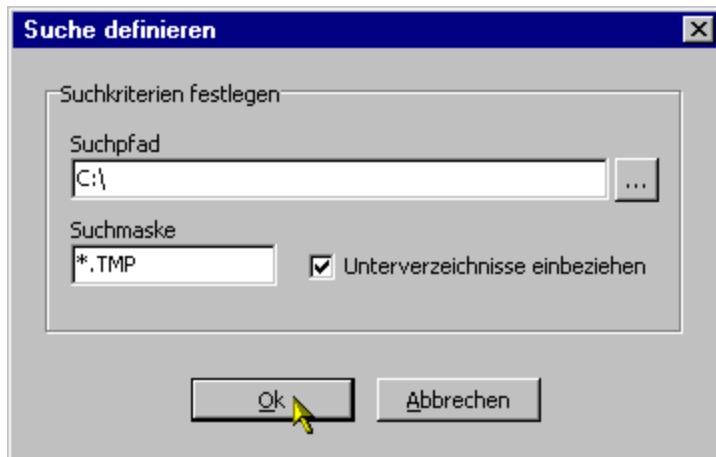 Suche definieren
Suchkriterien festlegen
Suchpfad
C:\
...
Suchmaske
*.TMP
Unterverzeichnisse einbeziehen
Ok
Abbrechen